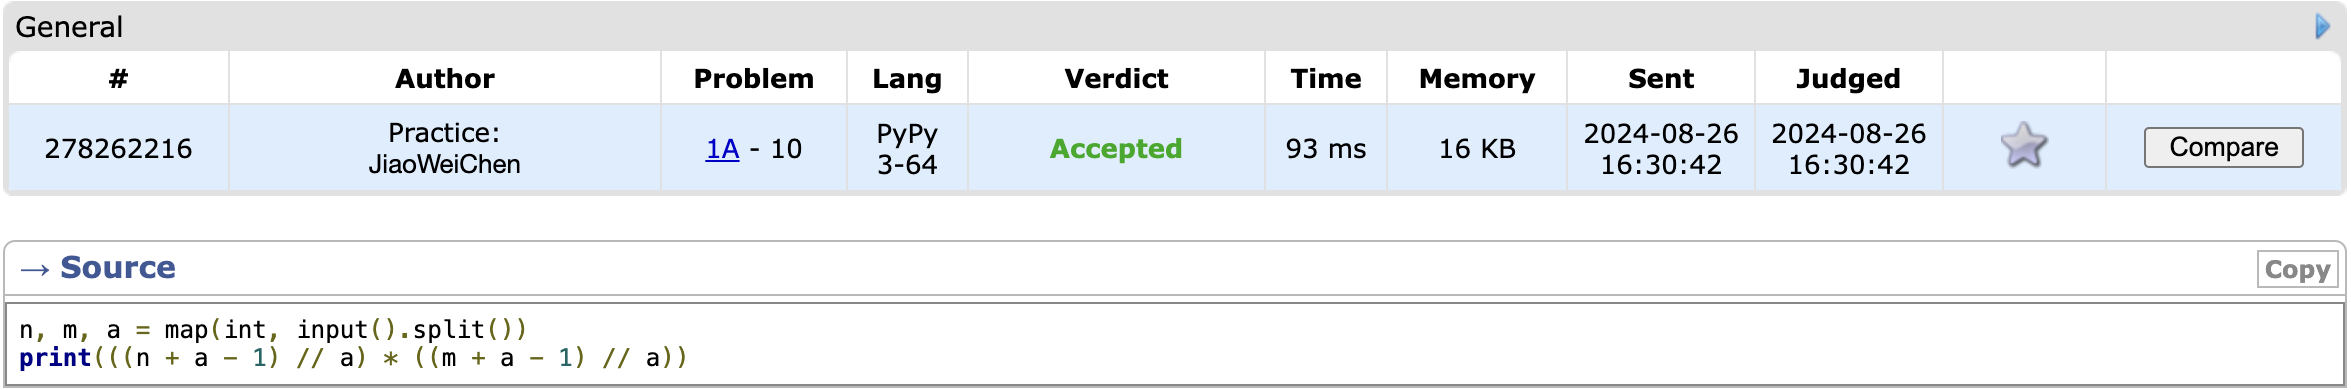 General
# Author Problem Lang Verdict Time Memory Sent Judged
278262216 Practice: JiaoWeiChen 1A - 10 PyPy 3-64 Accepted 93 ms 16 KB 2024-08-26 16:30:42 2024-08-26 16:30:42 Compare
→ Source Copy
n, m, a = map(int, input().split())
print(((n + a - 1) // a) * ((m + a - 1) // a))